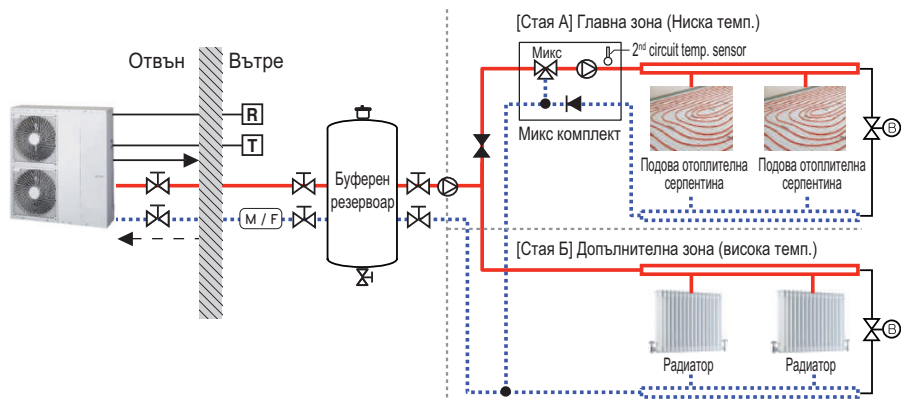 [Стая А] Главна зона (Ниска темп.)
Отвън
Вътре
Микс
2nd circuit temp. sensor
R
T
Микс комплект
B
Подова отоплителна
серпентина
Подова отоплителна
серпентина
Буферен
резервоар
M / F
[Стая Б] Допълнителна зона (висока темп.)
B
Радиатор
Радиатор